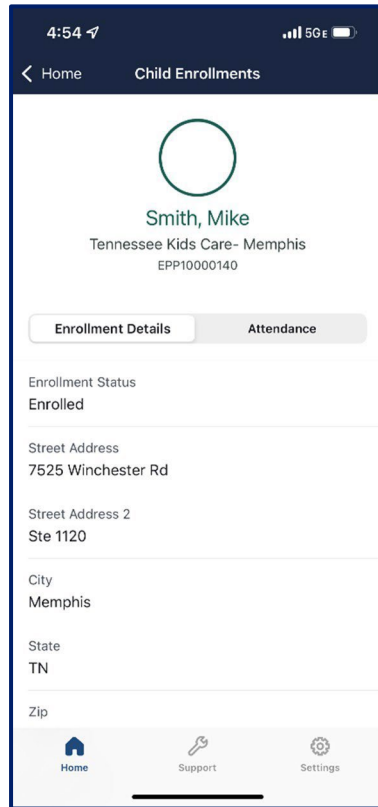 4:54
5GE
Home
Child Enrollments
Smith, Mike
Tennessee Kids Care- Memphis
EPP10000140
Enrollment Details
Attendance
Enrollment Status
Enrolled
Street Address
7525 Winchester Rd
Street Address 2
Ste 1120
City
Memphis
State
TN
Zip
Home
Support
Settings